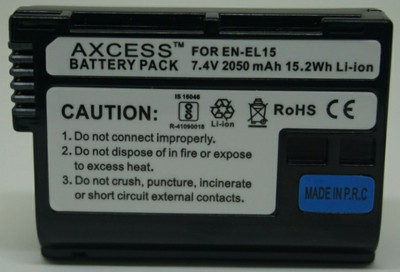 AXCESS™ FOR EN-EL15
BATTERY PACK 7.4V 2050 mAh 15.2Wh Li-ion
CAUTION:
IS 16046
R-41090018
Li-ion
RoHS CE
1. Do not connect improperly.
2. Do not dispose of in fire or expose
to excess heat.
3. Do not crush, puncture, incinerate
or short circuit external contacts.
MADE IN P.R.C